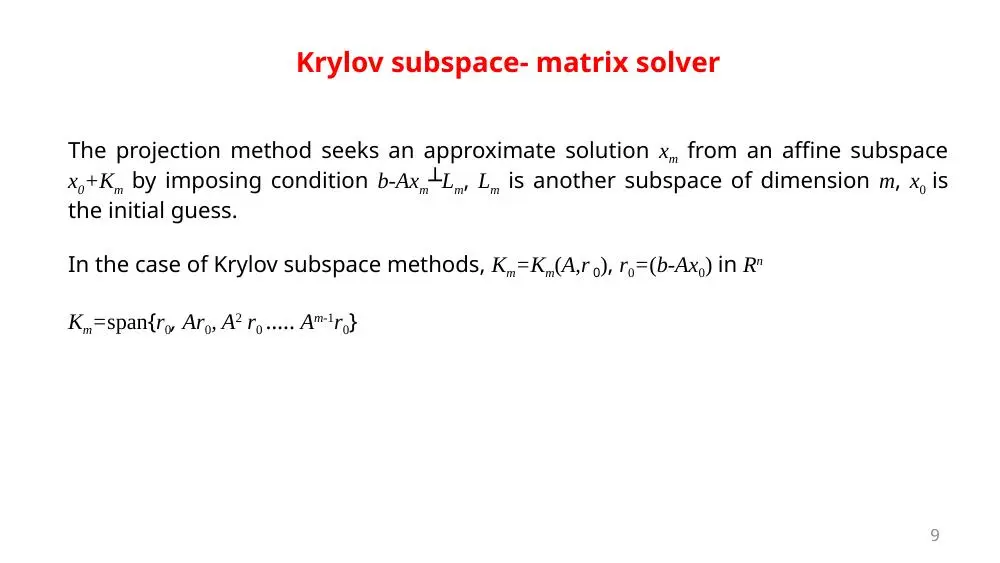 Krylov subspace- matrix solver
The projection method seeks an approximate solution xₘ from an affine subspace
x₀+Kₘ by imposing condition b-Axₘ┴Lₘ, Lₘ is another subspace of dimension m, x₀ is
the initial guess.
In the case of Krylov subspace methods, Kₘ=Kₘ(A,r ₀), r₀=(b-Ax₀) in Rⁿ
Kₘ=span{r₀, Ar₀, A² r₀ ..... Aᵐ⁻¹r₀}
9